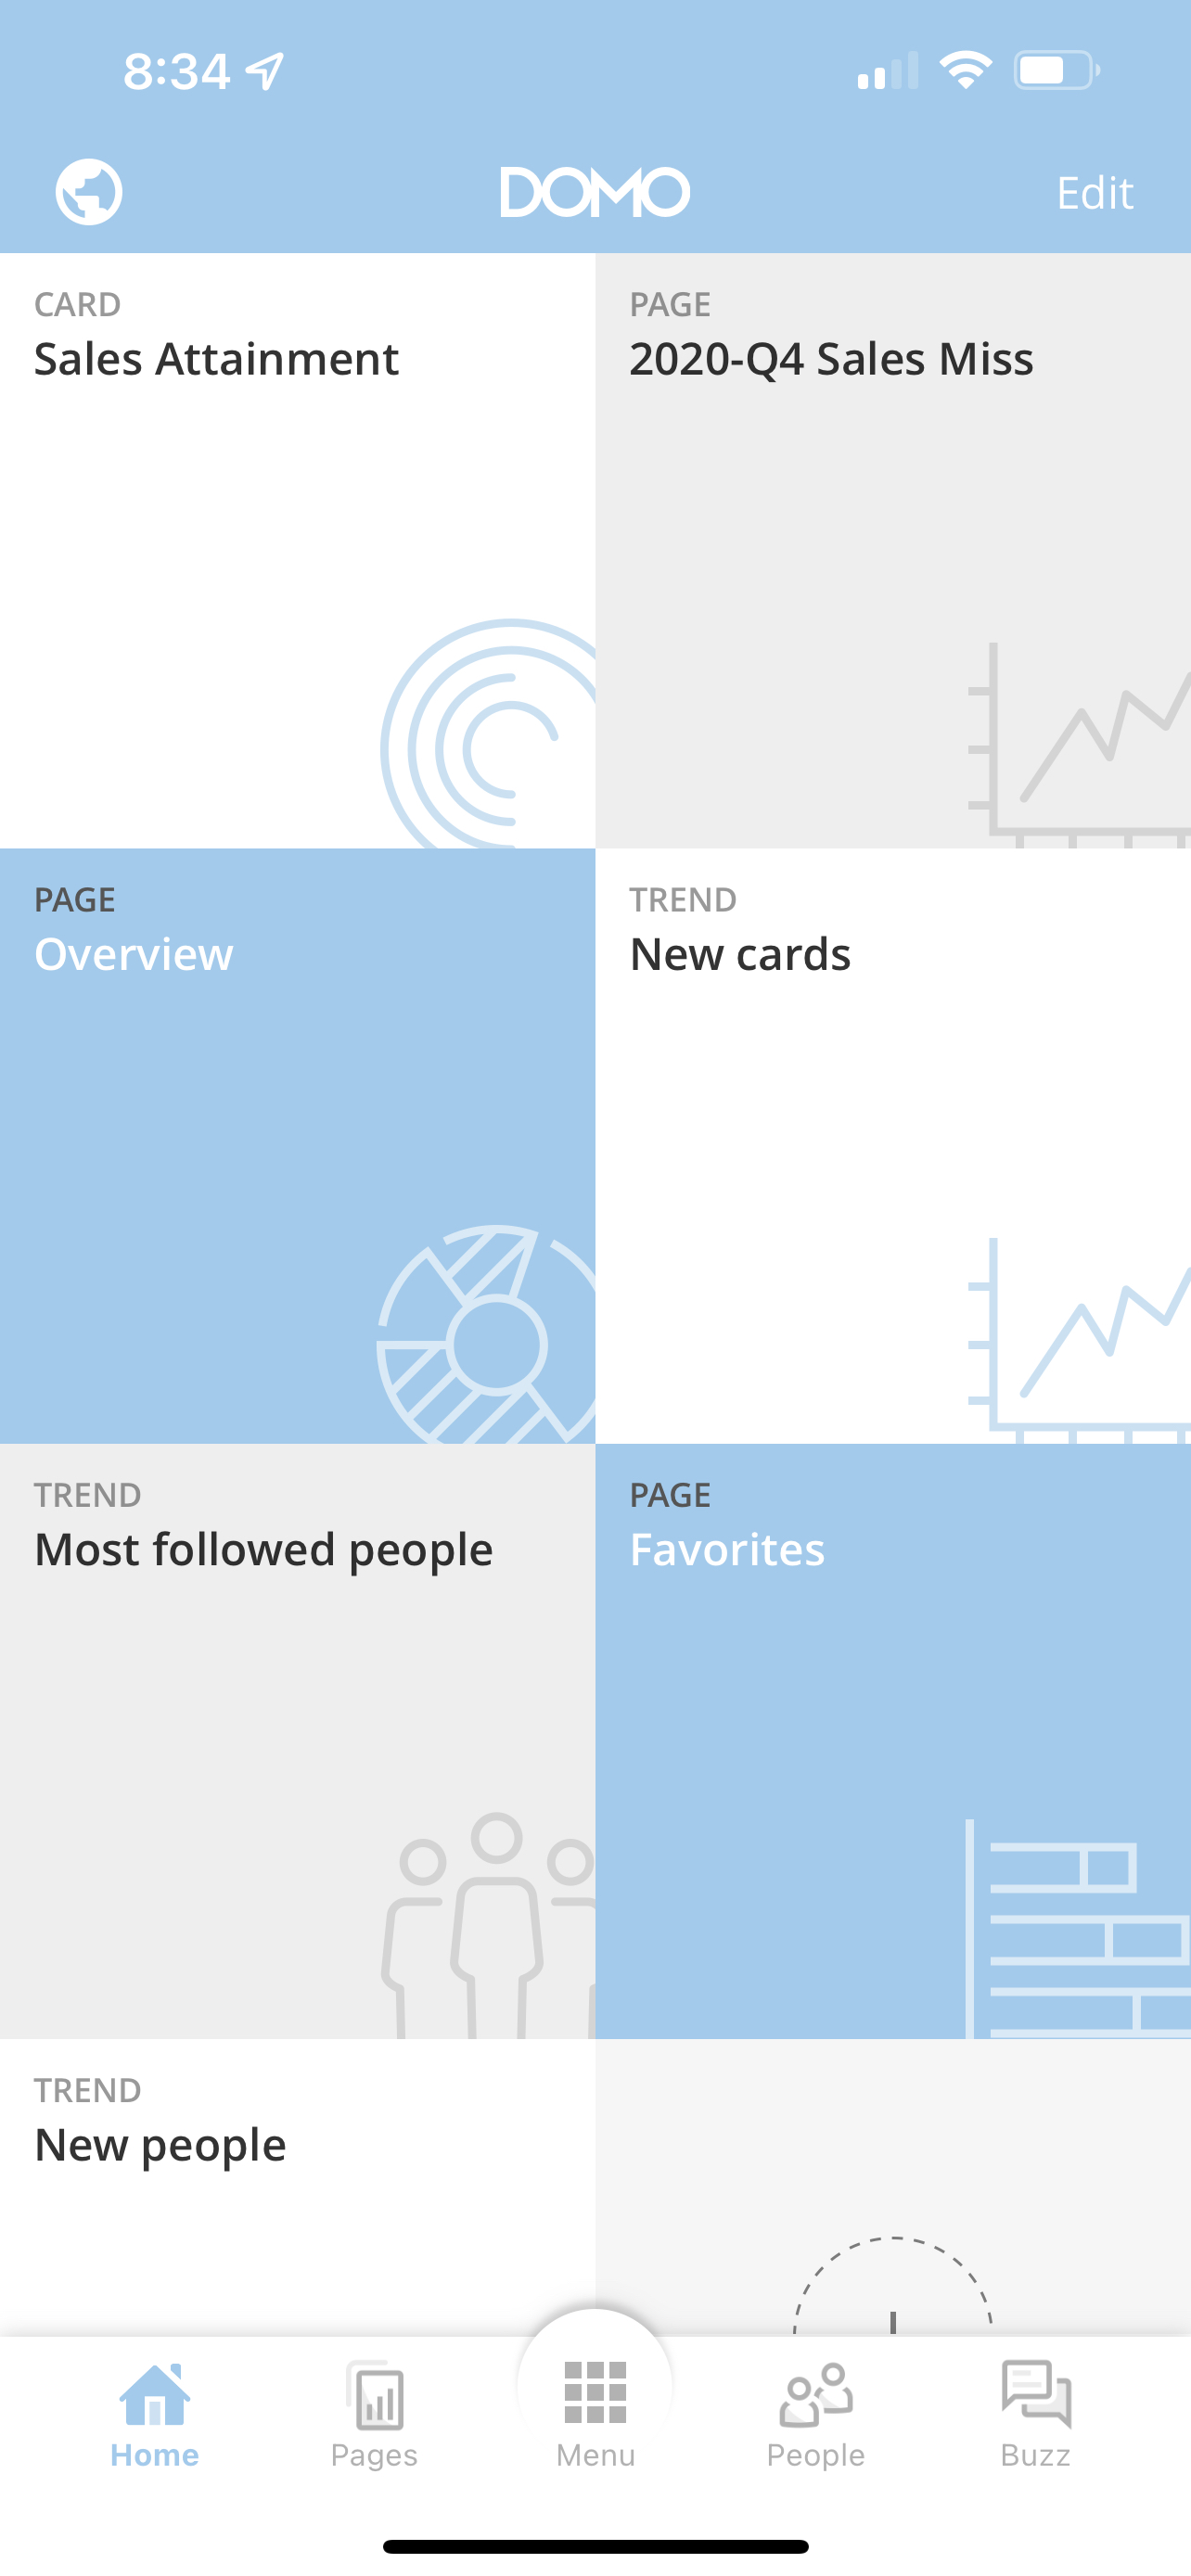 8:34
DOMO
Edit
CARD
Sales Attainment
PAGE
2020-Q4 Sales Miss
PAGE
Overview
TREND
New cards
TREND
Most followed people
PAGE
Favorites
TREND
New people
Home
Pages
Menu
People
Buzz